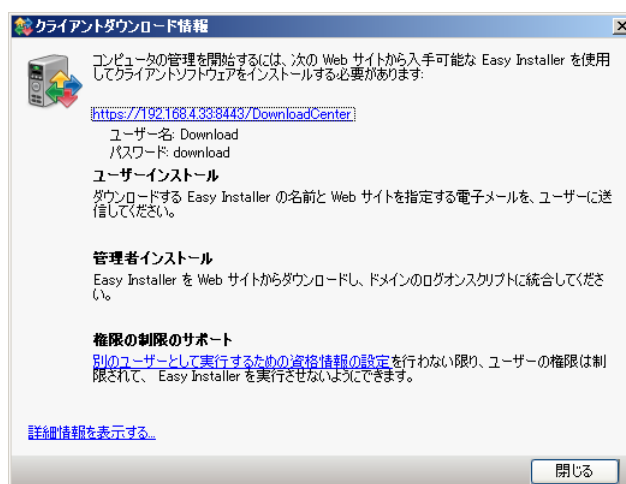 クライアントダウンロード情報
コンピュータの管理を開始するには、次の Web サイトから入手可能な Easy Installer を使用
してクライアントソフトウェアをインストールする必要があります:
https://192.168.4.33:8443/DownloadCenter
ユーザー名: Download
パスワード: download
ユーザーインストール
ダウンロードする Easy Installer の名前と Web サイトを指定する電子メールを、ユーザーに送
信してください。
管理者インストール
Easy Installer を Web サイトからダウンロードし、ドメインのログオンスクリプトに統合してくださ
い。
権限の制限のサポート
別のユーザーとして実行するための資格情報の設定を行わない限り、ユーザーの権限は制
限されて、 Easy Installer を実行させないようにできます。
詳細情報を表示する...
閉じる